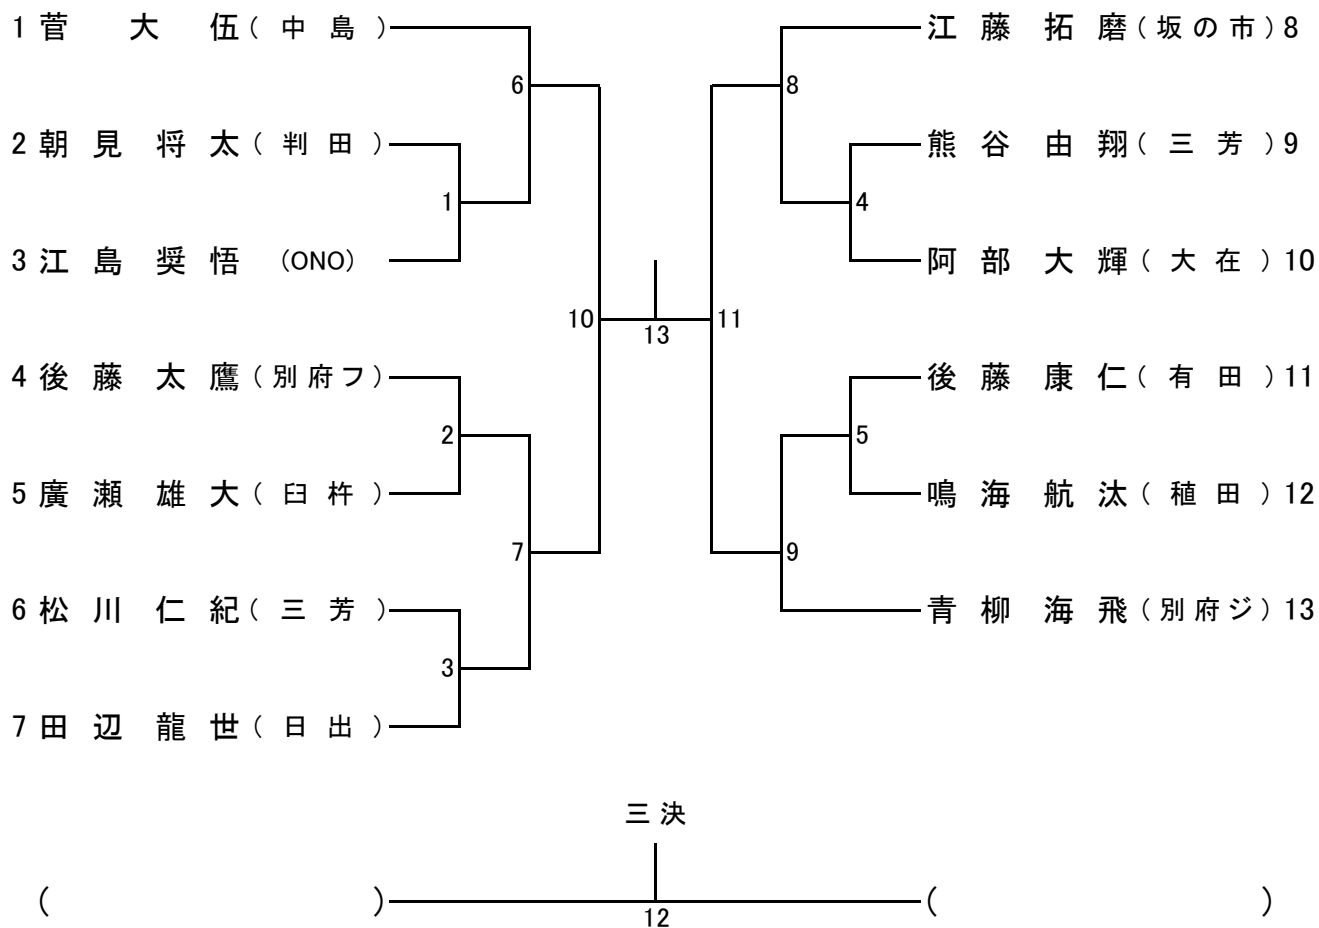 1 菅 大 伍 ( 中 島 ) 江 藤 拓 磨 ( 坂 の 市 ) 8
6 8
2 朝 見 将 太 ( 判 田 ) 熊 谷 由 翔 ( 三 芳 ) 9
1 4
3 江 島 奨 悟 (ONO) 阿 部 大 輝 ( 大 在 ) 10
10 13 11
4 後 藤 太 鷹 ( 別 府 フ ) 後 藤 康 仁 ( 有 田 ) 11
2 5
5 廣 瀬 雄 大 ( 臼 杵 ) 鳴 海 航 汰 ( 稙 田 ) 12
7 9
6 松 川 仁 紀 ( 三 芳 ) 青 柳 海 飛 ( 別 府 ジ ) 13
3
7 田 辺 龍 世 ( 日 出 )
三 決
( ) ( )
12